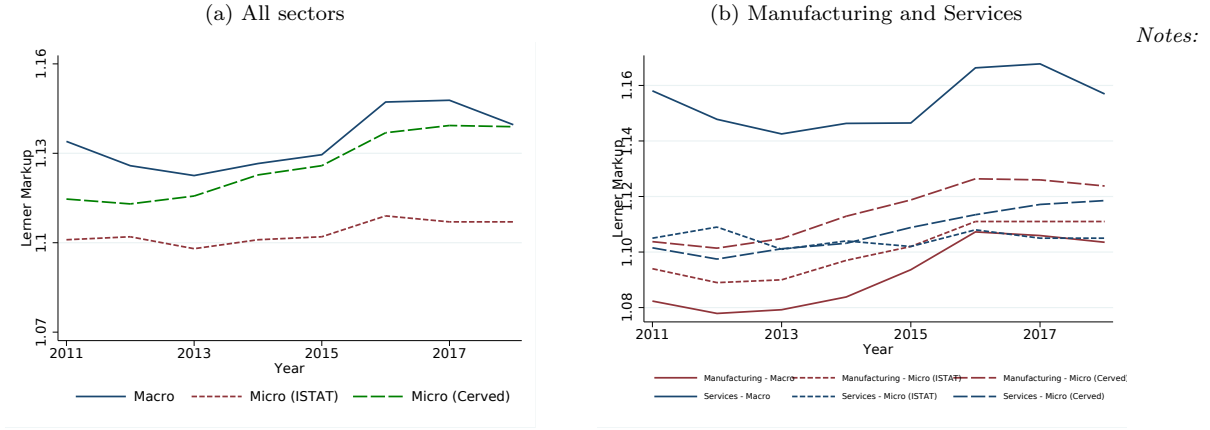 (a) All sectors
Lerner Markup
1.16
1.13
1.1
1.07
2011 2013 2015 2017
Year
Macro Micro (ISTAT) Micro (Cerved)
(b) Manufacturing and Services
Lerner Markup
1.16
1.14
1.12
1.10
1.08
2011 2013 2015 2017
Year
Manufacturing - Macro Manufacturing - Micro (ISTAT) Manufacturing - Micro (Cerved)
Services - Macro Services - Micro (ISTAT) Services - Micro (Cerved)
Notes: